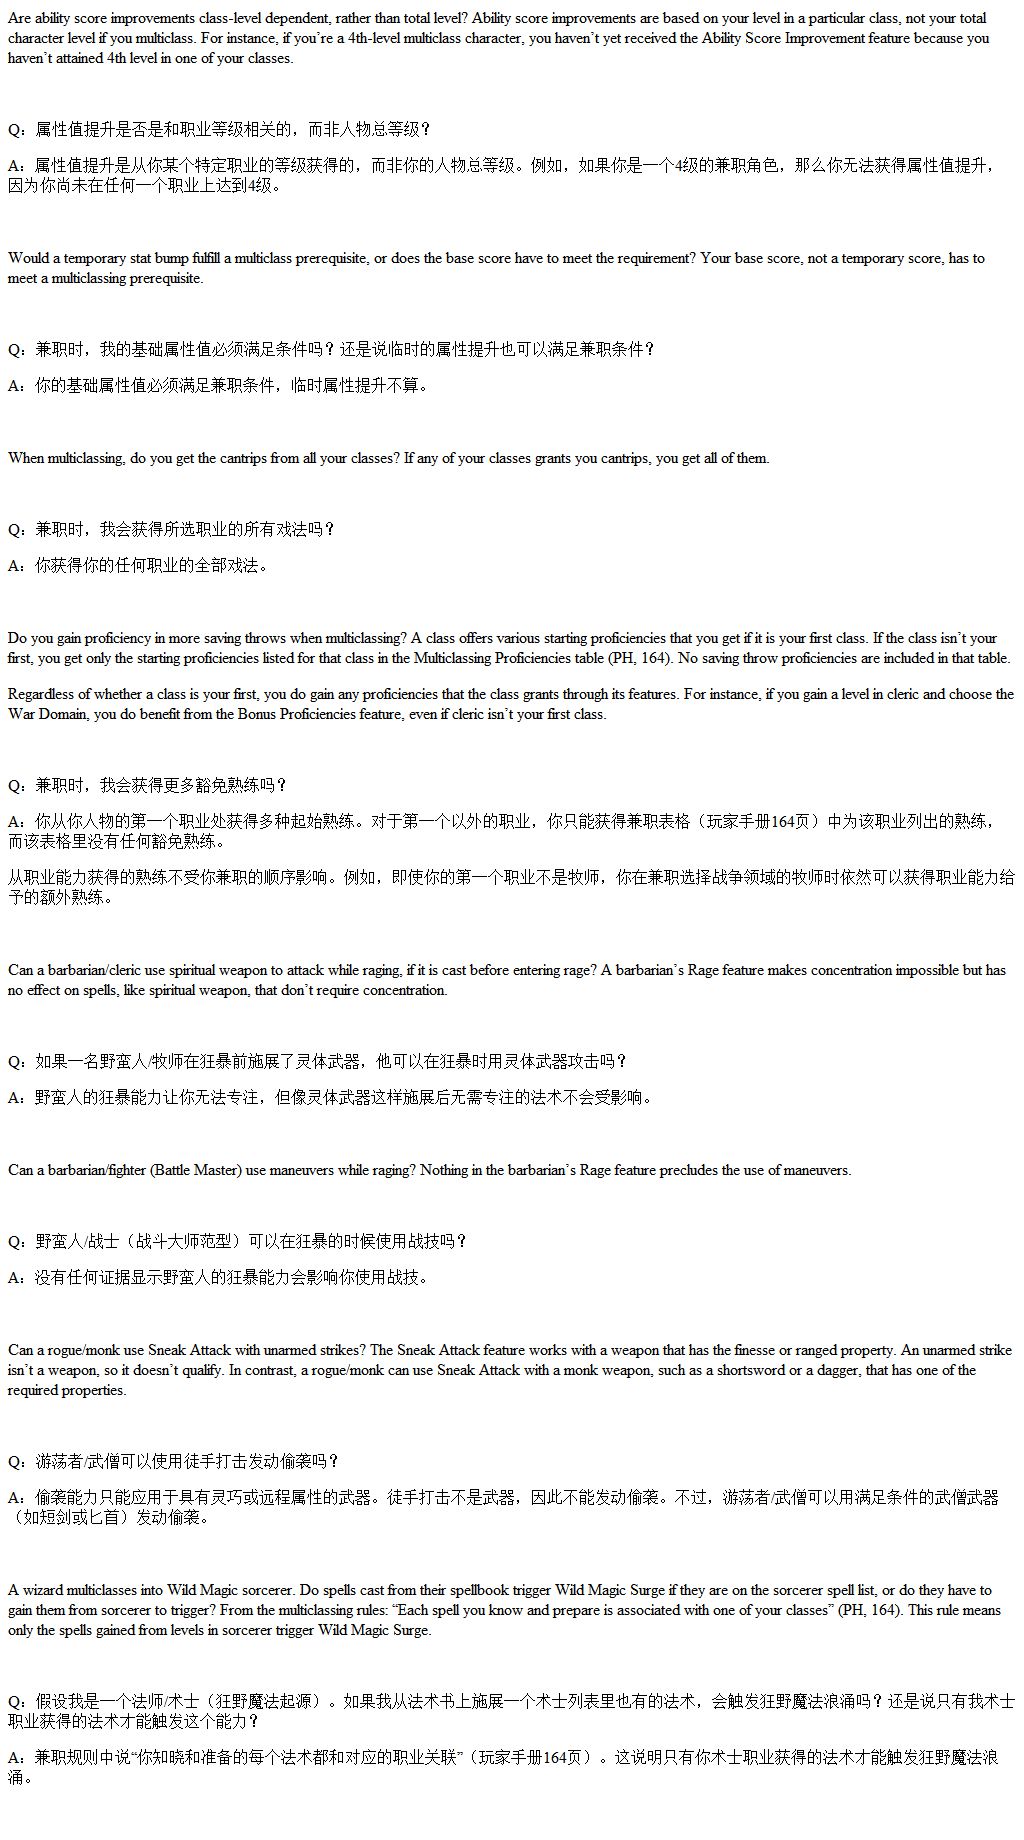 Are ability score improvements class-level dependent, rather than total level? Ability score improvements are based on your level in a particular class, not your total
character level if you multiclass. For instance, if you’re a 4th-level multiclass character, you haven’t yet received the Ability Score Improvement feature because you
haven’t attained 4th level in one of your classes.
Q：属性值提升是否是和职业等级相关的，而非人物总等级？
A：属性值提升是从你某个特定职业的等级获得的，而非你的人物总等级。例如，如果你是一个4级的兼职角色，那么你无法获得属性值提升，
因为你尚未在任何一个职业上达到4级。
Would a temporary stat bump fulfill a multiclass prerequisite, or does the base score have to meet the requirement? Your base score, not a temporary score, has to
meet a multiclassing prerequisite.
Q：兼职时，我的基础属性值必须满足条件吗？还是说临时的属性提升也可以满足兼职条件？
A：你的基础属性值必须满足兼职条件，临时属性提升不算。
When multiclassing, do you get the cantrips from all your classes? If any of your classes grants you cantrips, you get all of them.
Q：兼职时，我会获得所选职业的所有戏法吗？
A：你获得你的任何职业的全部戏法。
Do you gain proficiency in more saving throws when multiclassing? A class offers various starting proficiencies that you get if it is your first class. If the class isn’t your
first, you get only the starting proficiencies listed for that class in the Multiclassing Proficiencies table (PH, 164). No saving throw proficiencies are included in that table.
Regardless of whether a class is your first, you do gain any proficiencies that the class grants through its features. For instance, if you gain a level in cleric and choose the
War Domain, you do benefit from the Bonus Proficiencies feature, even if cleric isn’t your first class.
Q：兼职时，我会获得更多豁免熟练吗？
A：你从你人物的第一个职业处获得多种起始熟练。对于第一个以外的职业，你只能获得兼职表格（玩家手册164页）中为该职业列出的熟练，
而该表格里没有任何豁免熟练。
从职业能力获得的熟练不受你兼职的顺序影响。例如，即使你的第一个职业不是牧师，你在兼职选择战争领域的牧师时依然可以获得职业能力给
予的额外熟练。
Can a barbarian/cleric use spiritual weapon to attack while raging, if it is cast before entering rage? A barbarian’s Rage feature makes concentration impossible but has
no effect on spells, like spiritual weapon, that don’t require concentration.
Q：如果一名野蛮人/牧师在狂暴前施展了灵体武器，他可以在狂暴时用灵体武器攻击吗？
A：野蛮人的狂暴能力让你无法专注，但像灵体武器这样施展后无需专注的法术不会受影响。
Can a barbarian/fighter (Battle Master) use maneuvers while raging? Nothing in the barbarian’s Rage feature precludes the use of maneuvers.
Q：野蛮人/战士（战斗大师范型）可以在狂暴的时候使用战技吗？
A：没有任何证据显示野蛮人的狂暴能力会影响你使用战技。
Can a rogue/monk use Sneak Attack with unarmed strikes? The Sneak Attack feature works with a weapon that has the finesse or ranged property. An unarmed strike
isn’t a weapon, so it doesn’t qualify. In contrast, a rogue/monk can use Sneak Attack with a monk weapon, such as a shortsword or a dagger, that has one of the
required properties.
Q：游荡者/武僧可以使用徒手打击发动偷袭吗？
A：偷袭能力只能应用于具有灵巧或远程属性的武器。徒手打击不是武器，因此不能发动偷袭。不过，游荡者/武僧可以用满足条件的武僧武器
（如短剑或匕首）发动偷袭。
A wizard multiclasses into Wild Magic sorcerer. Do spells cast from their spellbook trigger Wild Magic Surge if they are on the sorcerer spell list, or do they have to
gain them from sorcerer to trigger? From the multiclassing rules: “Each spell you know and prepare is associated with one of your classes” (PH, 164). This rule means
only the spells gained from levels in sorcerer trigger Wild Magic Surge.
Q：假设我是一个法师/术士（狂野魔法起源）。如果我从法术书上施展一个术士列表里也有的法术，会触发狂野魔法浪涌吗？还是说只有我术士
职业获得的法术才能触发这个能力？
A：兼职规则中说“你知晓和准备的每个法术都和对应的职业关联”（玩家手册164页）。这说明只有你术士职业获得的法术才能触发狂野魔法浪
涌。